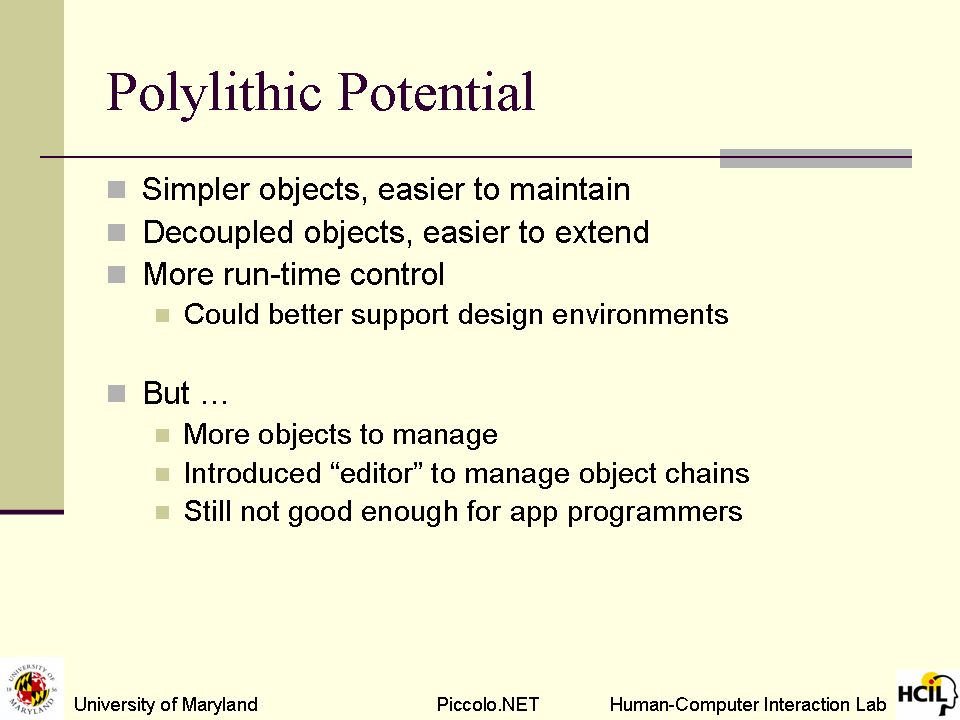 Polylithic Potential
Simpler objects, easier to maintain
Decoupled objects, easier to extend
More run-time control
Could better support design environments
But …
More objects to manage
Introduced “editor” to manage object chains
Still not good enough for app programmers
UNIVERSITY OF
18 56
MARYLAND
University of Maryland
Piccolo.NET
Human-Computer Interaction Lab
HCIL